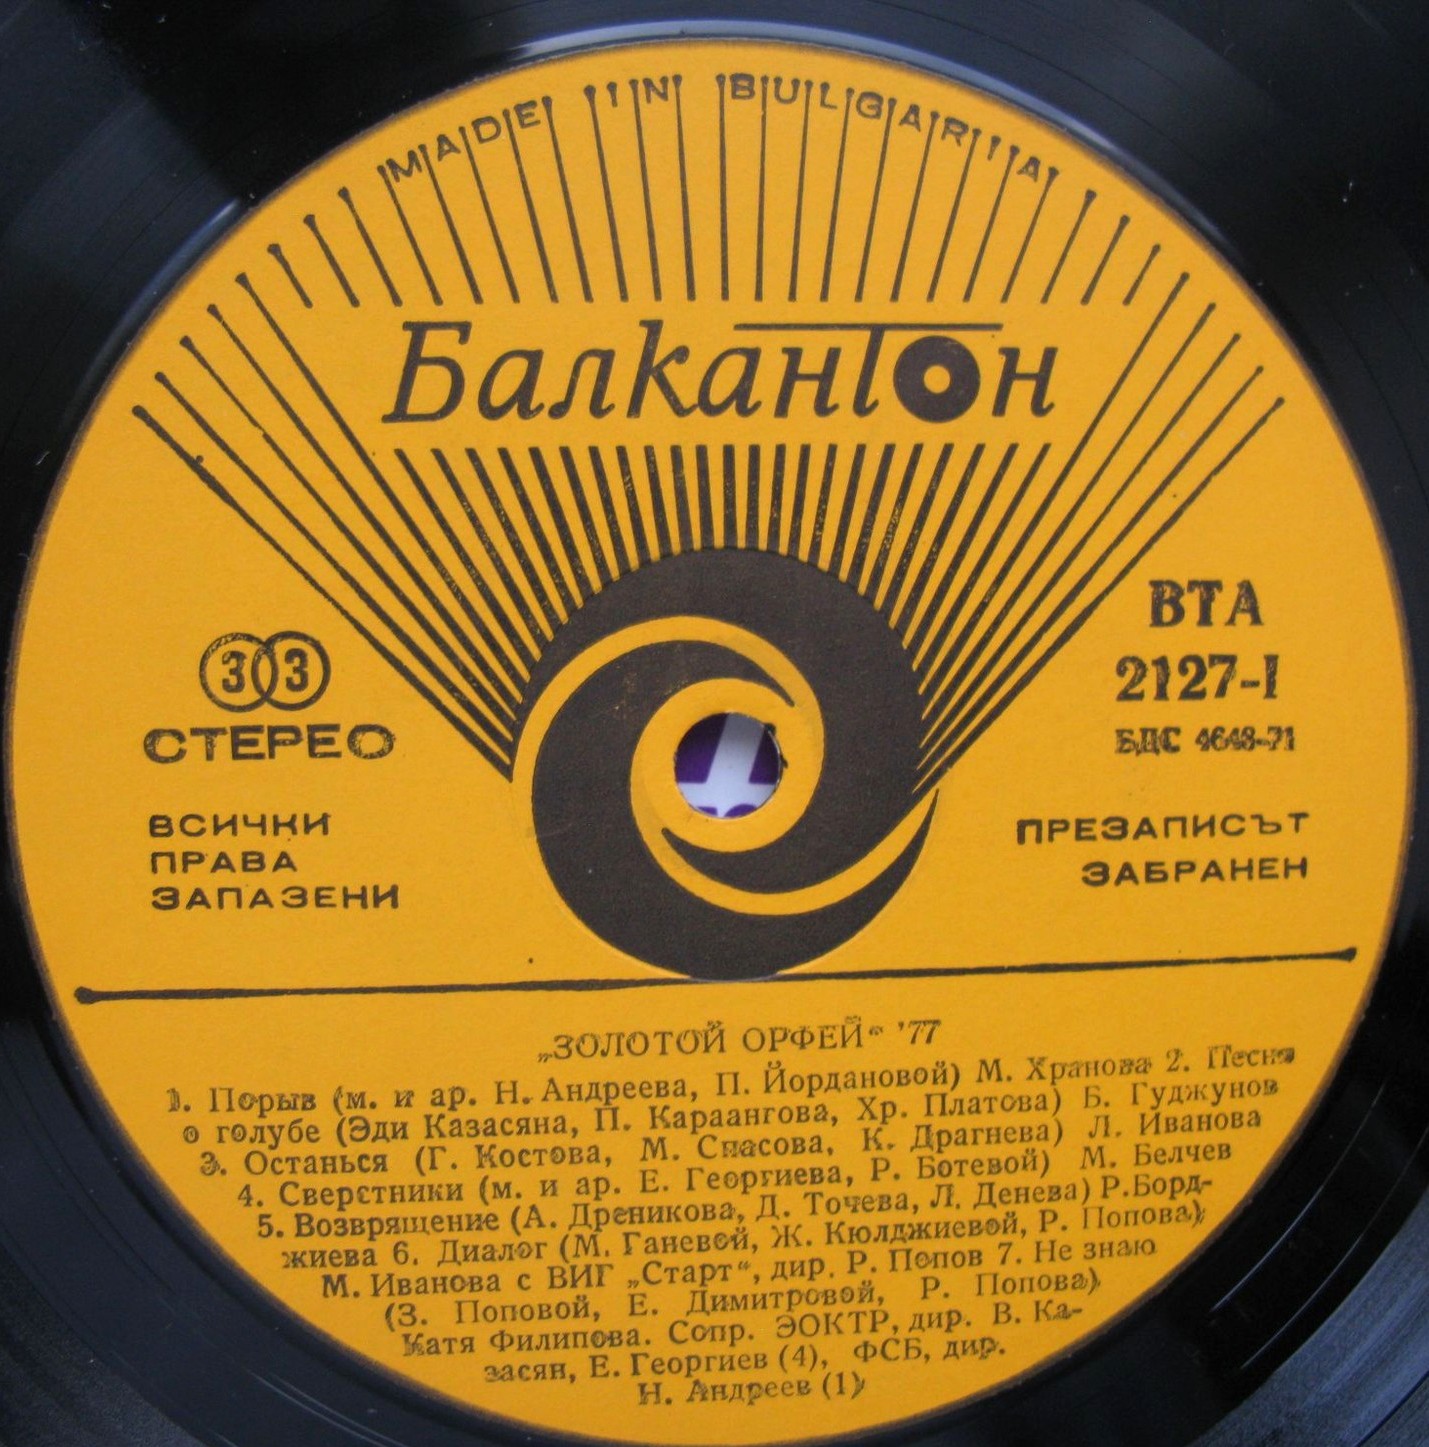 MADE IN BULGARIA
Балкантон
33
СТЕРЕО
ВСИЧКИ
ПРАВА
ЗАПАЗЕНИ
ВТА
2127-I
БДС 4648-71
ПРЕЗАПИСЪТ
ЗАБРАНЕН
„ЗОЛОТОЙ ОРФЕЙ“ '77
1. Порыв (м. и ар. Н. Андреева, П. Йордановой) М. Хранова 2. Песня
о голубе (Эди Казасяна, П. Караангова, Хр. Платова) Б. Гуджунов
3. Останься (Г. Костова, М. Спасова, К. Драгнева) Л. Иванова
4. Сверстники (м. и ар. Е. Георгиева, Р. Ботевой) М. Белчев
5. Возвращение (А. Дреникова, Д. Точева, Л. Денева) Р.Борд-
жиева 6. Диалог (М. Ганевой, Ж. Кюлджиевой, Р. Попова)
М. Иванова с ВИГ „Старт“, дир. Р. Попов 7. Не знаю
(З. Поповой, Е. Димитровой, Р. Попова)
Катя Филипова. Сопр. ЭОКТР, дир. В. Ка-
засян, Е. Георгиев (4), ФСБ, дир.
Н. Андреев (1)